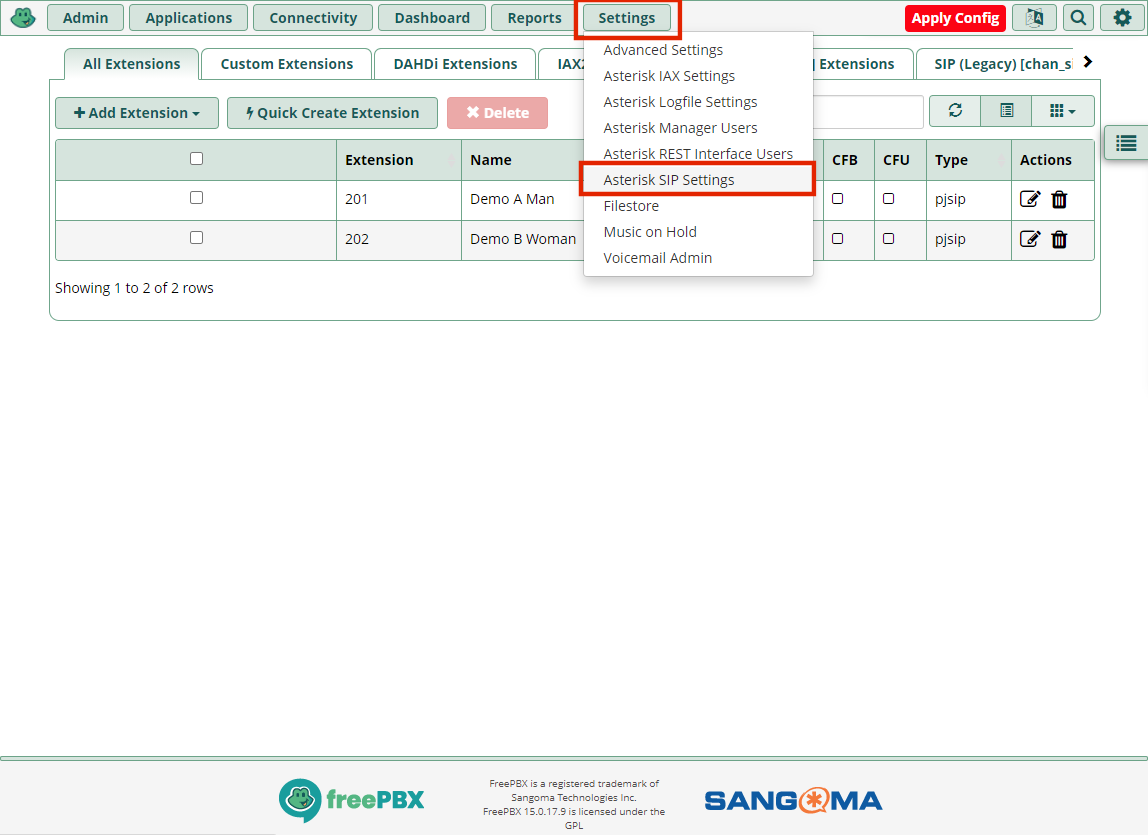 Admin
Applications
Connectivity
Dashboard
Reports
Settings
Apply Config
Advanced Settings
Asterisk IAX Settings
Asterisk Logfile Settings
Asterisk Manager Users
Asterisk REST Interface Users
Asterisk SIP Settings
Filestore
Music on Hold
Voicemail Admin
All Extensions
Custom Extensions
DAHDi Extensions
IAX2
] Extensions
SIP (Legacy) [chan_si
Add Extension
Quick Create Extension
Delete
Extension Name CFB CFU Type Actions
201 Demo A Man pjsip
202 Demo B Woman pjsip
Showing 1 to 2 of 2 rows
freePBX
FreePBX is a registered trademark of
Sangoma Technologies Inc.
FreePBX 15.0.17.9 is licensed under the
GPL
SANGOMA